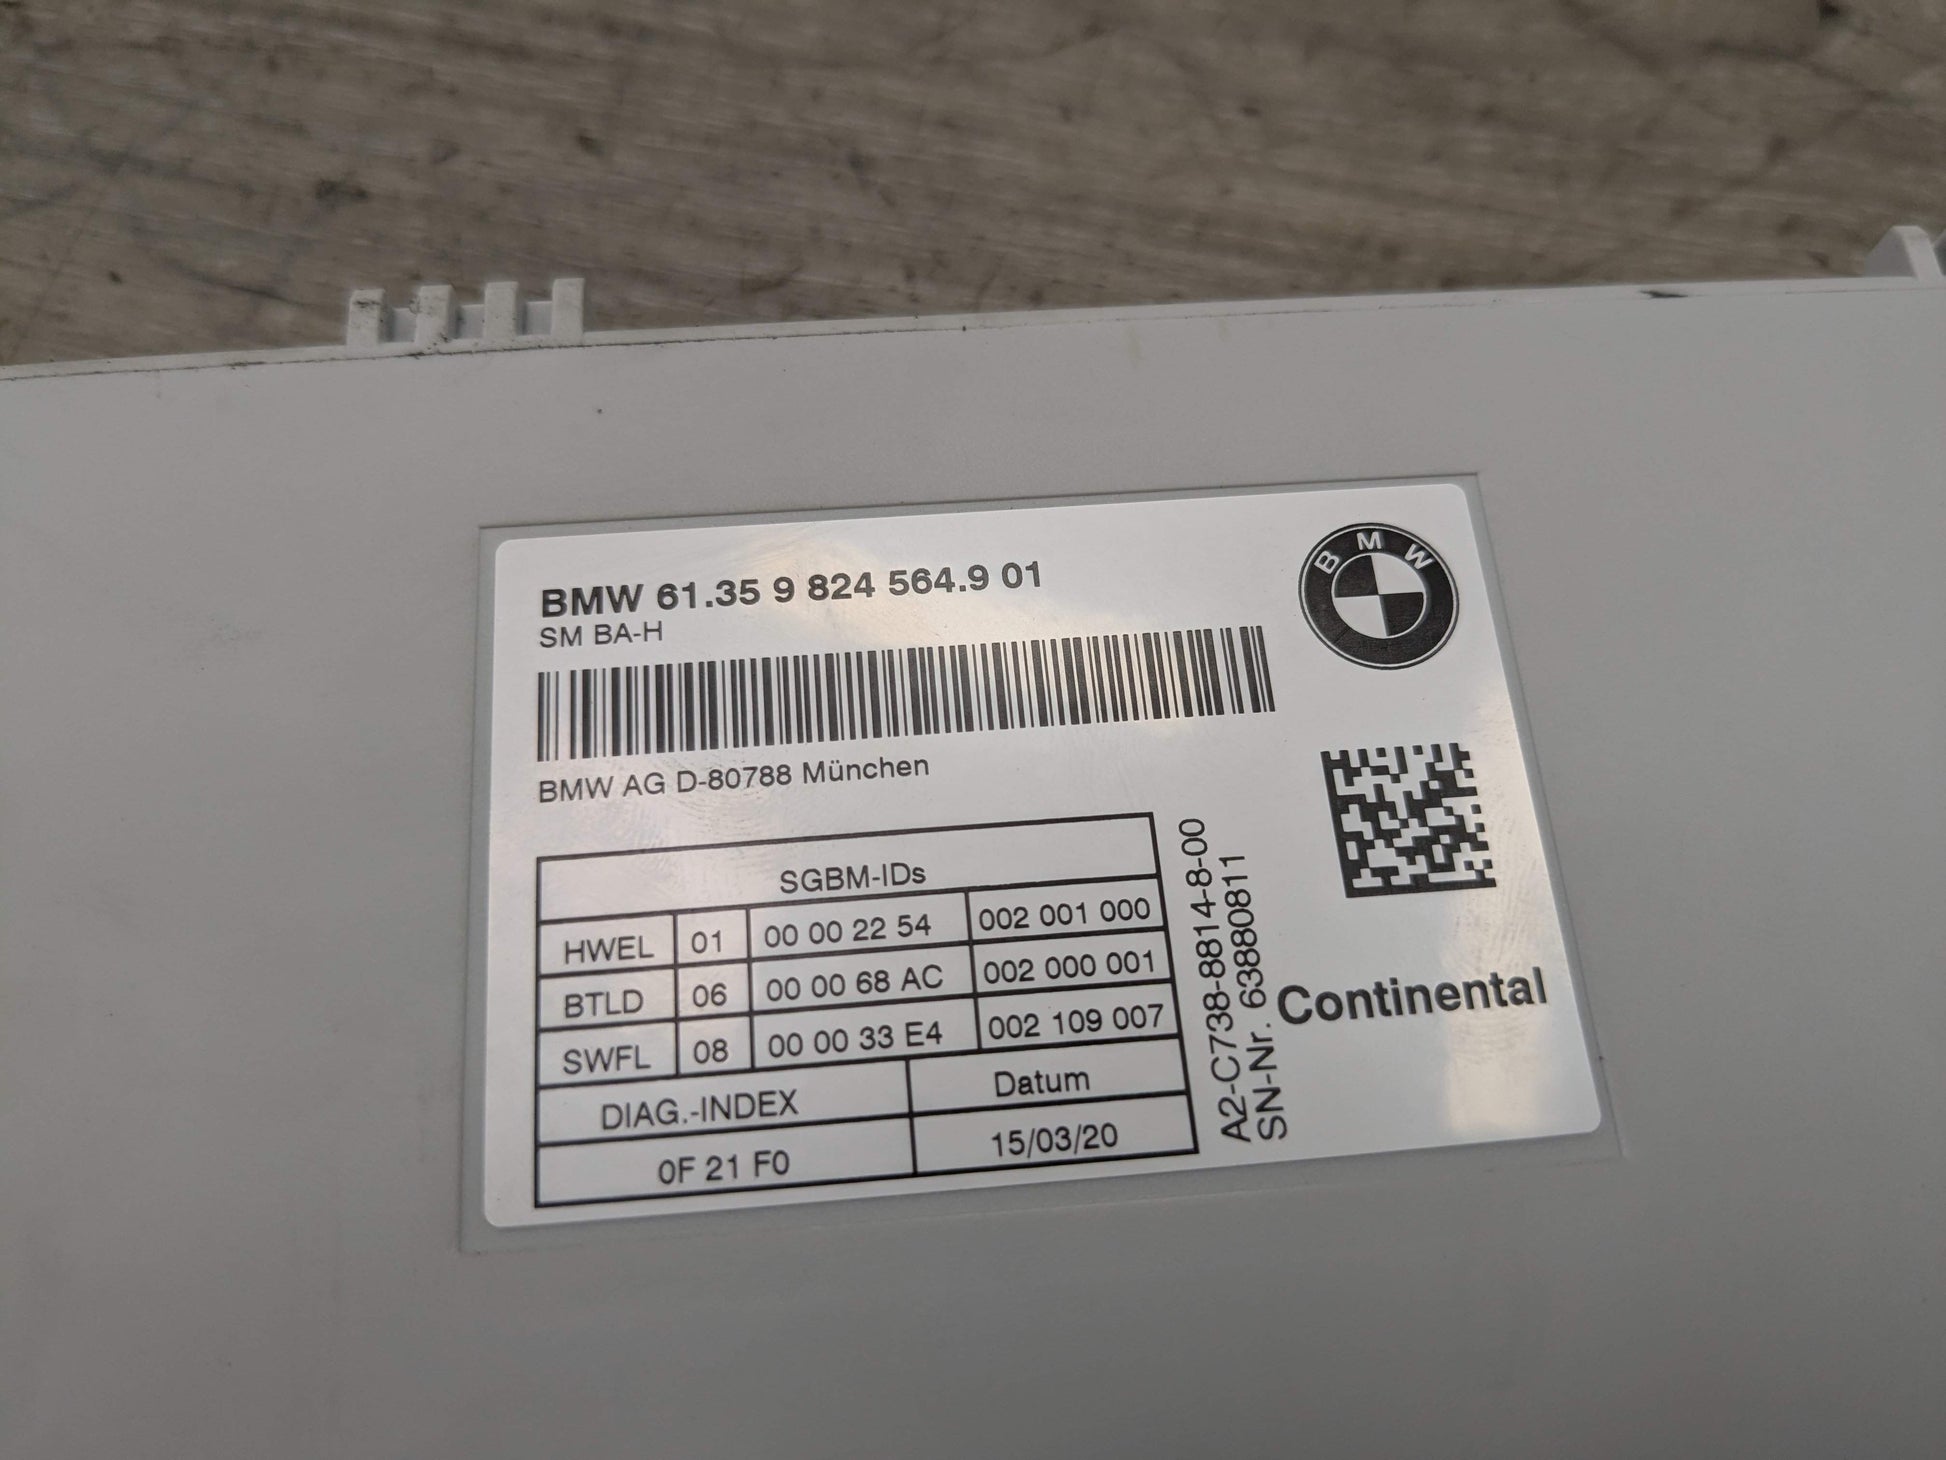 BMW 61.35 9 824 564.9 01
SM BA-H
BMW
BMW AG D-80788 München
SGBM-IDs
HWEL 01 00 00 22 54 002 001 000
BTLD 06 00 00 68 AC 002 000 001
SWFL 08 00 00 33 E4 002 109 007
DIAG.-INDEX Datum
0F 21 F0 15/03/20
A2-C738-8814-8-00
SN-Nr. 63880811
Continental